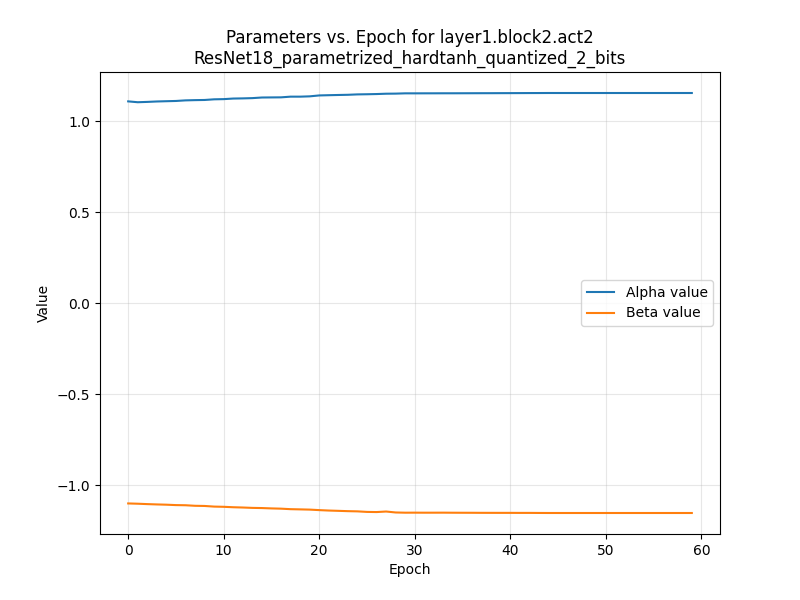 Parameters vs. Epoch for layer1.block2.act2
ResNet18_parametrized_hardtanh_quantized_2_bits
1.0
0.5
0.0
−0.5
−1.0
Value
Alpha value
Beta value
0 10 20 30 40 50 60
Epoch